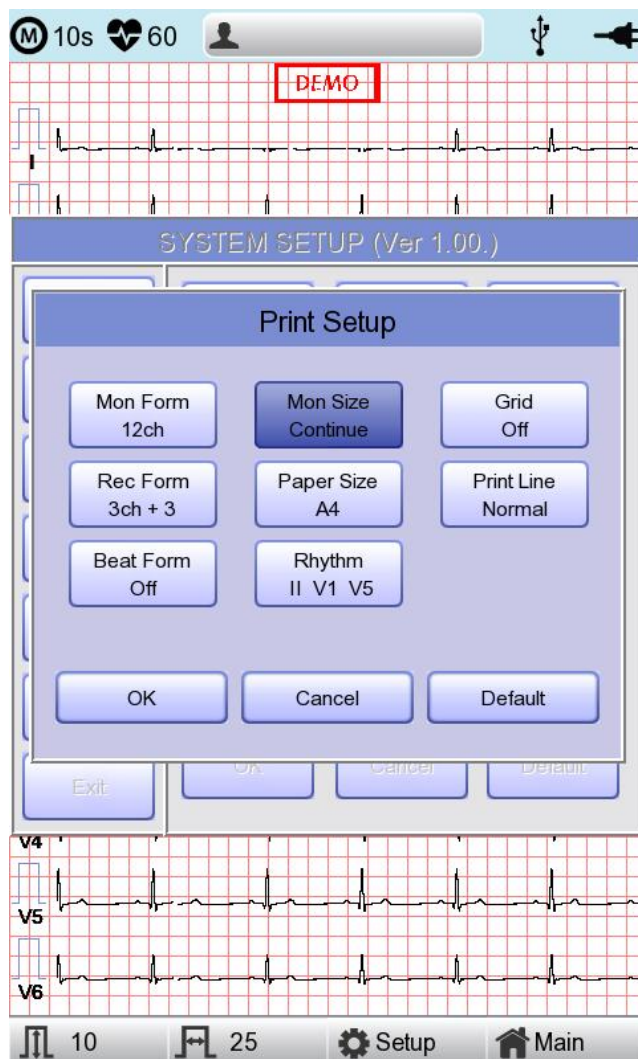 M 10s 60
DEMO
I
SYSTEM SETUP (Ver 1.00.)
Print Setup
Mon Form
12ch
Mon Size
Continue
Grid
Off
Rec Form
3ch + 3
Paper Size
A4
Print Line
Normal
Beat Form
Off
Rhythm
II V1 V5
OK Cancel Default
Exit OK Cancel Default
V4
V5
V6
10 25 Setup Main